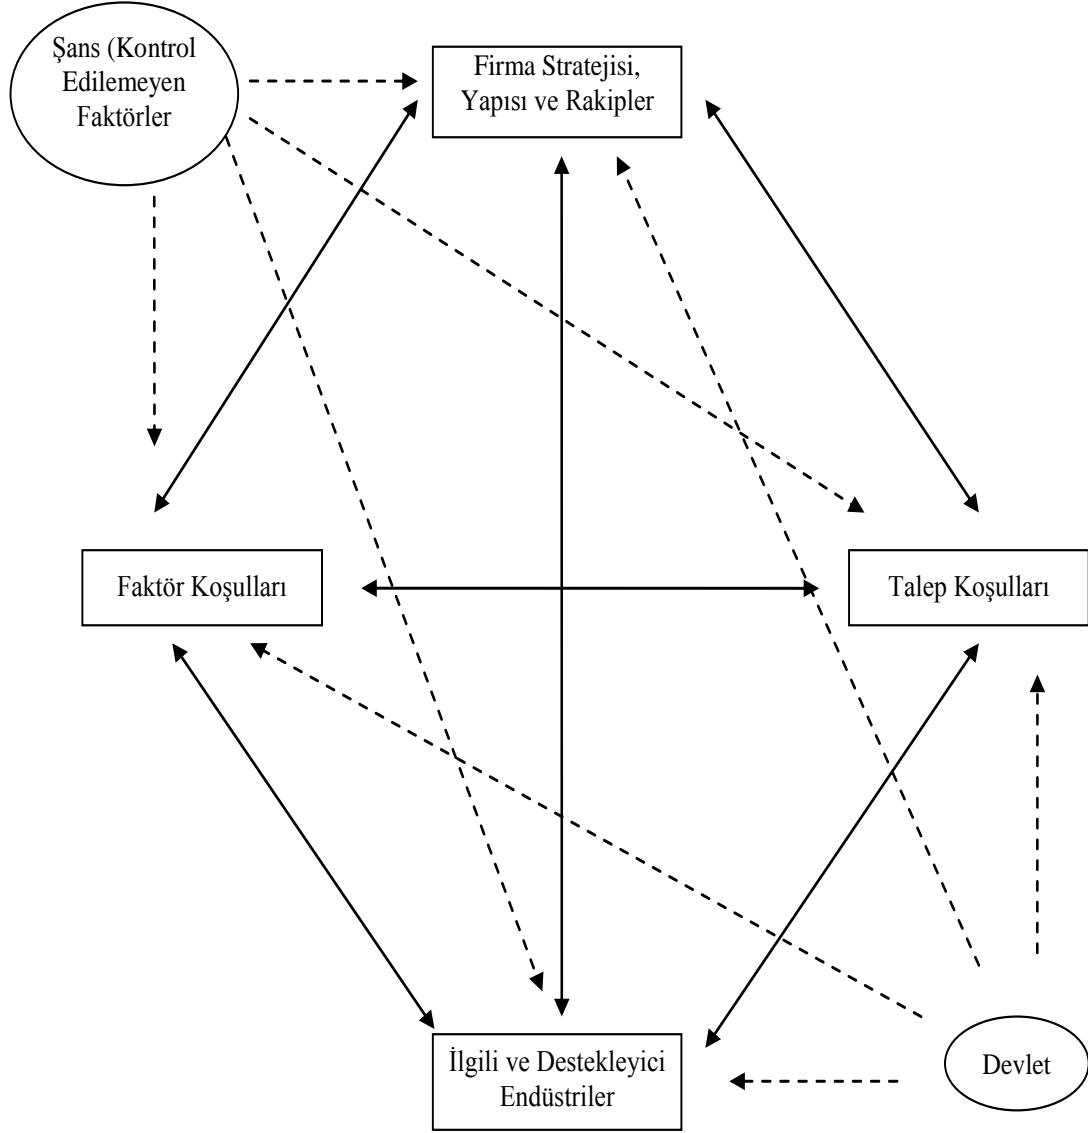 Şans (Kontrol
Edilemeyen
Faktörler
Firma Stratejisi,
Yapısı ve Rakipler
Faktör Koşulları
Talep Koşulları
İlgili ve Destekleyici
Endüstriler
Devlet